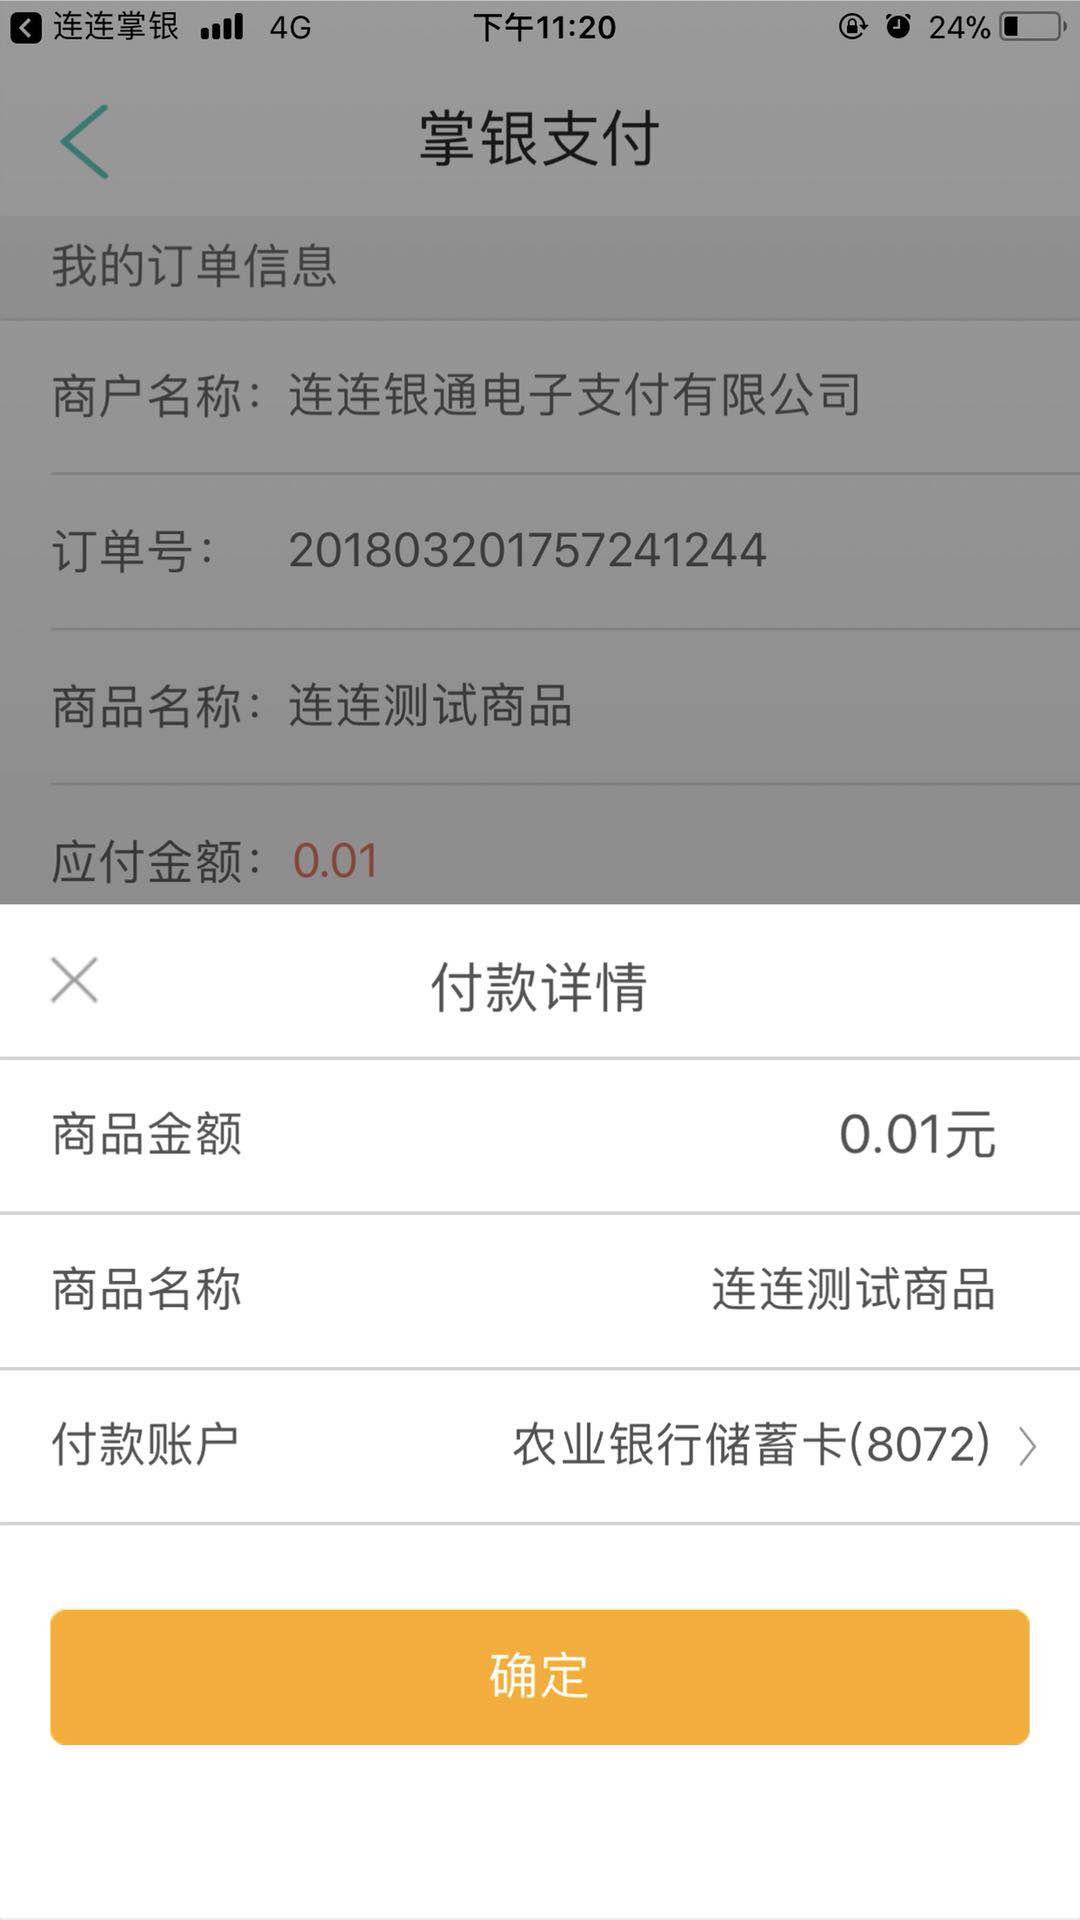 连连掌银 4G 下午11:20 24%
掌银支付
我的订单信息
商户名称：连连银通电子支付有限公司
订单号： 201803201757241244
商品名称：连连测试商品
应付金额：0.01
付款详情
商品金额 0.01元
商品名称 连连测试商品
付款账户 农业银行储蓄卡(8072)
确定